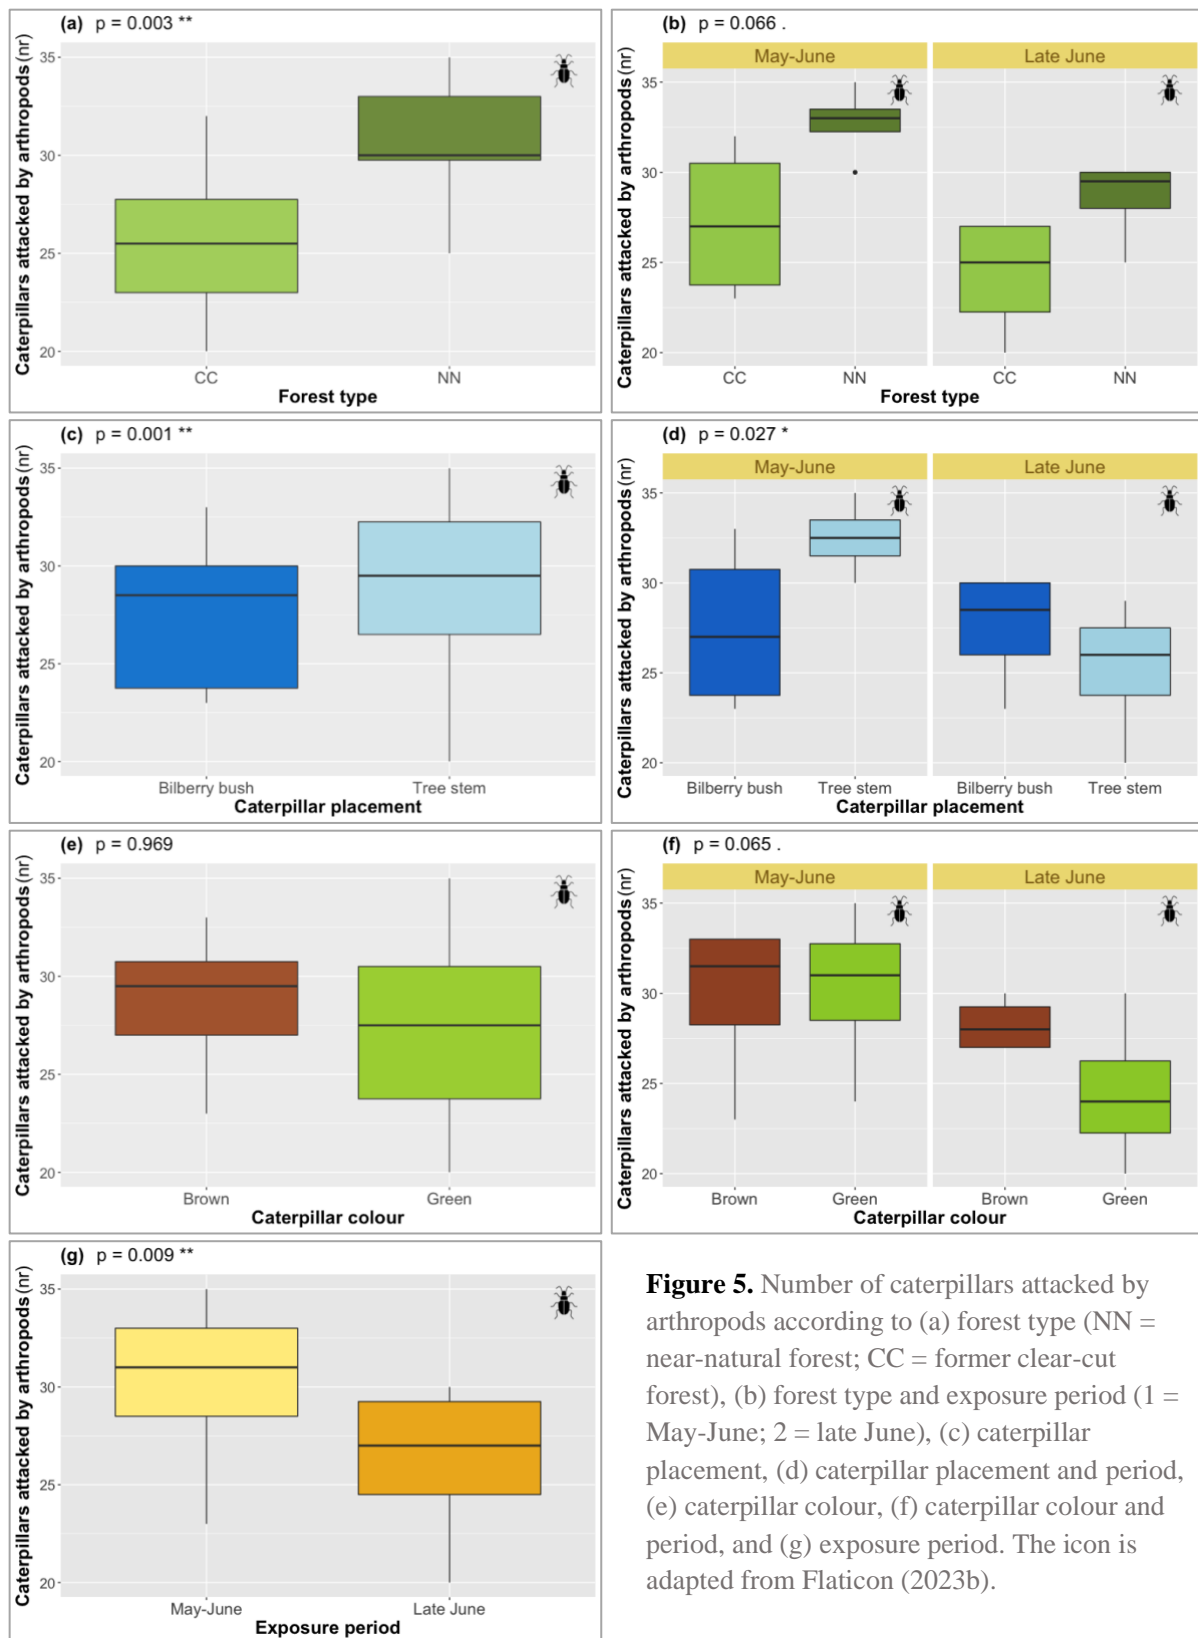 (a) p = 0.003 **
Caterpillars attacked by arthropods (nr)
35
30
25
20
CC NN
Forest type
(b) p = 0.066 .
Caterpillars attacked by arthropods (nr)
May-June Late June
35
30
25
20
CC NN CC NN
Forest type
(c) p = 0.001 **
Caterpillars attacked by arthropods (nr)
35
30
25
20
Bilberry bush Tree stem
Caterpillar placement
(d) p = 0.027 *
Caterpillars attacked by arthropods (nr)
May-June Late June
35
30
25
20
Bilberry bush Tree stem Bilberry bush Tree stem
Caterpillar placement
(e) p = 0.969
Caterpillars attacked by arthropods (nr)
35
30
25
20
Brown Green
Caterpillar colour
(f) p = 0.065 .
Caterpillars attacked by arthropods (nr)
May-June Late June
35
30
25
20
Brown Green Brown Green
Caterpillar colour
(g) p = 0.009 **
Caterpillars attacked by arthropods (nr)
35
30
25
20
May-June Late June
Exposure period
Figure 5. Number of caterpillars attacked by
arthropods according to (a) forest type (NN =
near-natural forest; CC = former clear-cut
forest), (b) forest type and exposure period (1 =
May-June; 2 = late June), (c) caterpillar
placement, (d) caterpillar placement and period,
(e) caterpillar colour, (f) caterpillar colour and
period, and (g) exposure period. The icon is
adapted from Flaticon (2023b).